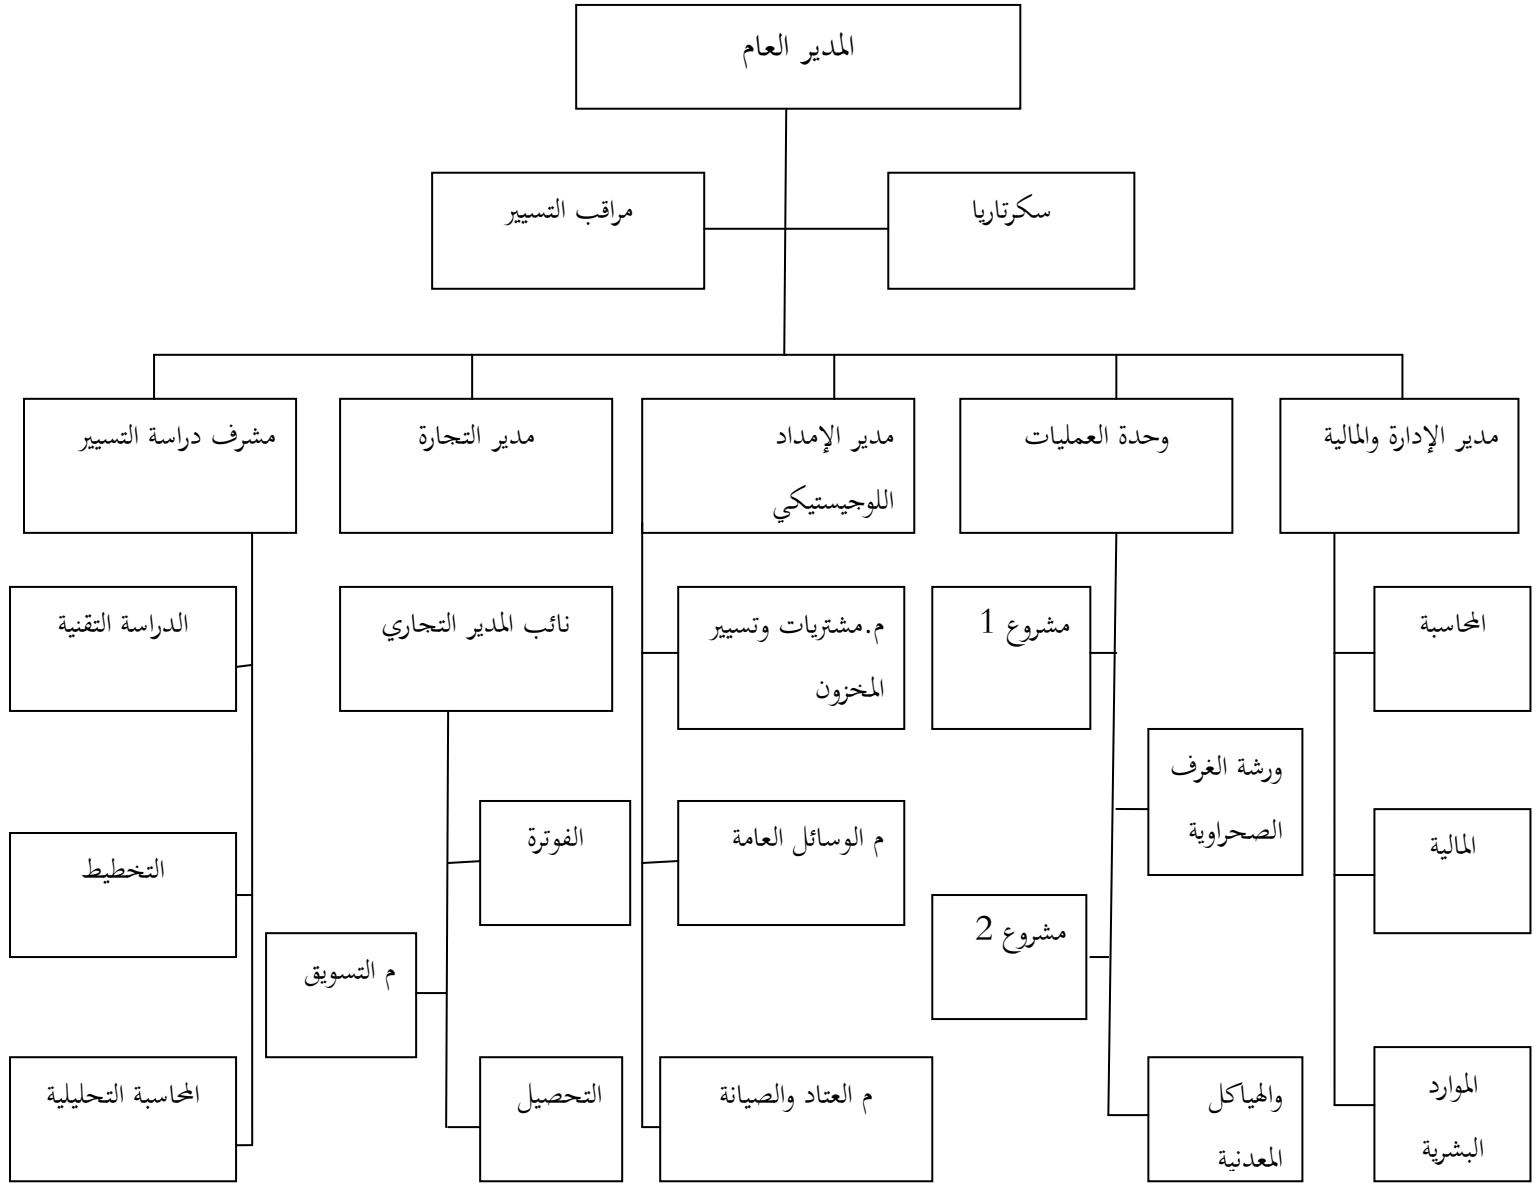 المدير العام
سكرتاريا
مراقب التسيير
مدير الإدارة والمالية
وحدة العمليات
مدير الإمداد
اللوجيستيكي
مدير التجارة
مشرف دراسة التسيير
المحاسبة
المالية
الموارد
البشرية
مشروع 1
ورشة الغرف
الصحراوية
مشروع 2
والهياكل
المعدنية
م.مشتريات وتسيير
المخزون
م الوسائل العامة
م العتاد والصيانة
نائب المدير التجاري
الفوترة
م التسويق
التحصيل
الدراسة التقنية
التخطيط
المحاسبة التحليلية